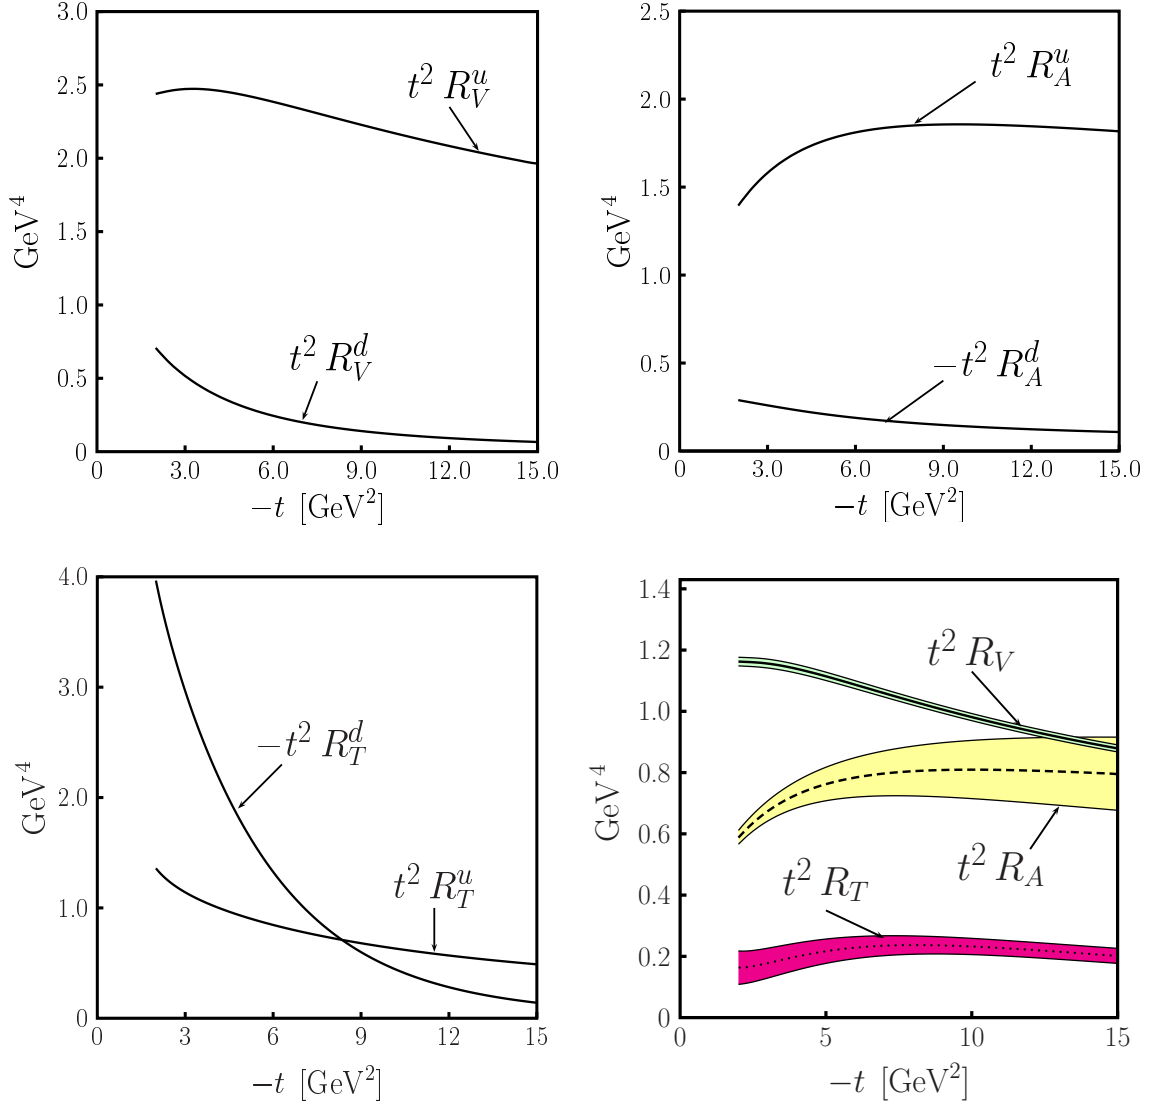 3.0
2.5
2.0
1.5
1.0
0.5
0
GeV⁴
t² R_V^u
t² R_V^d
0 3.0 6.0 9.0 12.0 15.0
−t [GeV²]
2.5
2.0
1.5
1.0
0.5
0
GeV⁴
t² R_A^u
−t² R_A^d
0 3.0 6.0 9.0 12.0 15.0
−t [GeV²]
4.0
3.0
2.0
1.0
0
GeV⁴
−t² R_T^d
t² R_T^u
0 3 6 9 12 15
−t [GeV²]
1.4
1.2
1.0
0.8
0.6
0.4
0.2
0
GeV⁴
t² R_V
t² R_A
t² R_T
0 5 10 15
−t [GeV²]